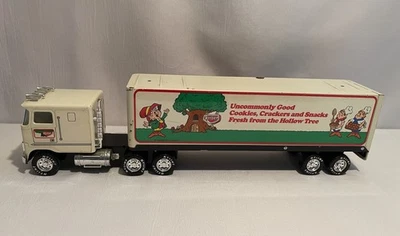 Uncommonly Good
Cookies, Crackers and Snacks
Fresh from the Hollow Tree